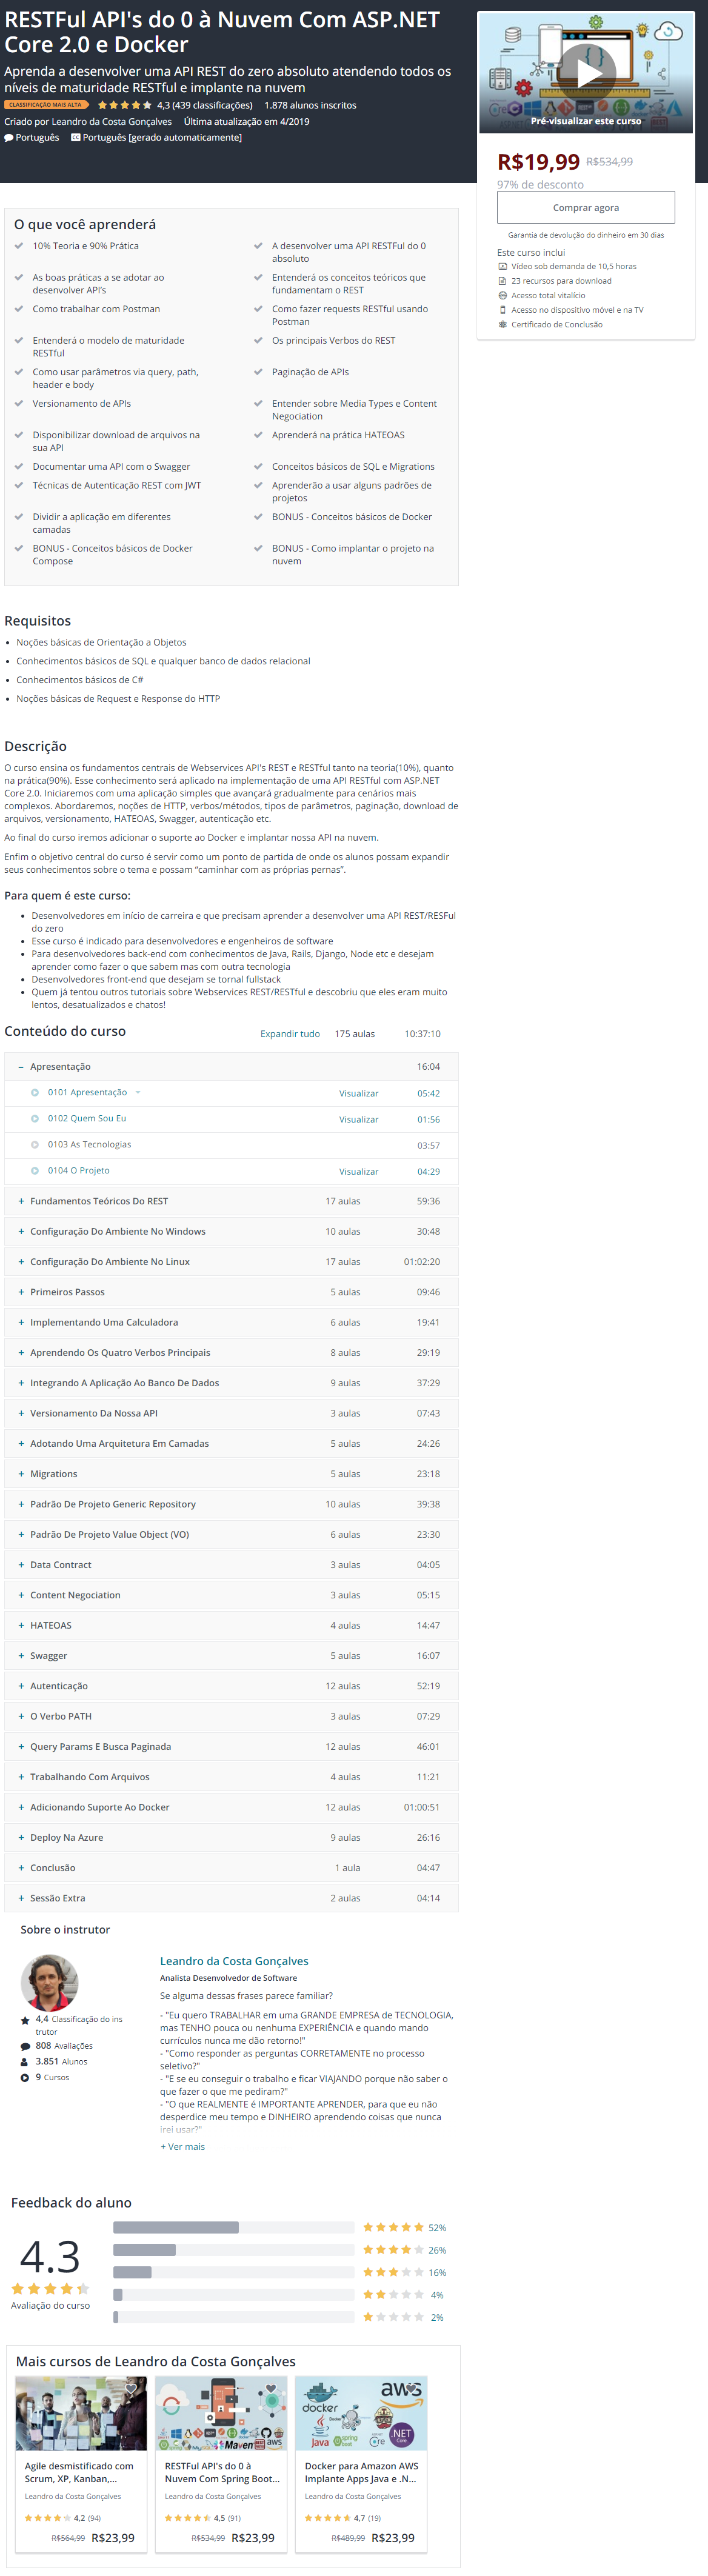 RESTFul API's do 0 à Nuvem Com ASP.NET
Core 2.0 e Docker
Aprenda a desenvolver uma API REST do zero absoluto atendendo todos os
níveis de maturidade RESTful e implante na nuvem
CLASSIFICAÇÃO MAIS ALTA 4,3 (439 classificações) 1.878 alunos inscritos
Criado por Leandro da Costa Gonçalves Última atualização em 4/2019
Português Português [gerado automaticamente]
Pré-visualizar este curso
R$19,99 R$534,99
97% de desconto
Comprar agora
Garantia de devolução do dinheiro em 30 dias
Este curso inclui
Vídeo sob demanda de 10,5 horas
23 recursos para download
Acesso total vitalício
Acesso no dispositivo móvel e na TV
Certificado de Conclusão
O que você aprenderá
10% Teoria e 90% Prática
A desenvolver uma API RESTFul do 0
absoluto
As boas práticas a se adotar ao
desenvolver API's
Entenderá os conceitos teóricos que
fundamentam o REST
Como trabalhar com Postman
Como fazer requests RESTful usando
Postman
Entenderá o modelo de maturidade
RESTful
Os principais Verbos do REST
Como usar parâmetros via query, path,
header e body
Paginação de APIs
Versionamento de APIs
Entender sobre Media Types e Content
Negociation
Disponibilizar download de arquivos na
sua API
Aprenderá na prática HATEOAS
Documentar uma API com o Swagger
Conceitos básicos de SQL e Migrations
Técnicas de Autenticação REST com JWT
Aprenderão a usar alguns padrões de
projetos
Dividir a aplicação em diferentes
camadas
BONUS - Conceitos básicos de Docker
BONUS - Conceitos básicos de Docker
Compose
BONUS - Como implantar o projeto na
nuvem
Requisitos
Noções básicas de Orientação a Objetos
Conhecimentos básicos de SQL e qualquer banco de dados relacional
Conhecimentos básicos de C#
Noções básicas de Request e Response do HTTP
Descrição
O curso ensina os fundamentos centrais de Webservices API's REST e RESTful tanto na teoria(10%), quanto
na prática(90%). Esse conhecimento será aplicado na implementação de uma API RESTful com ASP.NET
Core 2.0. Iniciaremos com uma aplicação simples que avançará gradualmente para cenários mais
complexos. Abordaremos, noções de HTTP, verbos/métodos, tipos de parâmetros, paginação, download de
arquivos, versionamento, HATEOAS, Swagger, autenticação etc.
Ao final do curso iremos adicionar o suporte ao Docker e implantar nossa API na nuvem.
Enfim o objetivo central do curso é servir como um ponto de partida de onde os alunos possam expandir
seus conhecimentos sobre o tema e possam “caminhar com as próprias pernas”.
Para quem é este curso:
Desenvolvedores em início de carreira e que precisam aprender a desenvolver uma API REST/RESFul
do zero
Esse curso é indicado para desenvolvedores e engenheiros de software
Para desenvolvedores back-end com conhecimentos de Java, Rails, Django, Node etc e desejam
aprender como fazer o que sabem mas com outra tecnologia
Desenvolvedores front-end que desejam se tornal fullstack
Quem já tentou outros tutoriais sobre Webservices REST/RESTful e descobriu que eles eram muito
lentos, desatualizados e chatos!
Conteúdo do curso Expandir tudo 175 aulas 10:37:10
– Apresentação 16:04
0101 Apresentação Visualizar 05:42
0102 Quem Sou Eu Visualizar 01:56
0103 As Tecnologias 03:57
0104 O Projeto Visualizar 04:29
+ Fundamentos Teóricos Do REST 17 aulas 59:36
+ Configuração Do Ambiente No Windows 10 aulas 30:48
+ Configuração Do Ambiente No Linux 17 aulas 01:02:20
+ Primeiros Passos 5 aulas 09:46
+ Implementando Uma Calculadora 6 aulas 19:41
+ Aprendendo Os Quatro Verbos Principais 8 aulas 29:19
+ Integrando A Aplicação Ao Banco De Dados 9 aulas 37:29
+ Versionamento Da Nossa API 3 aulas 07:43
+ Adotando Uma Arquitetura Em Camadas 5 aulas 24:26
+ Migrations 5 aulas 23:18
+ Padrão De Projeto Generic Repository 10 aulas 39:38
+ Padrão De Projeto Value Object (VO) 6 aulas 23:30
+ Data Contract 3 aulas 04:05
+ Content Negociation 3 aulas 05:15
+ HATEOAS 4 aulas 14:47
+ Swagger 5 aulas 16:07
+ Autenticação 12 aulas 52:19
+ O Verbo PATH 3 aulas 07:29
+ Query Params E Busca Paginada 12 aulas 46:01
+ Trabalhando Com Arquivos 4 aulas 11:21
+ Adicionando Suporte Ao Docker 12 aulas 01:00:51
+ Deploy Na Azure 9 aulas 26:16
+ Conclusão 1 aula 04:47
+ Sessão Extra 2 aulas 04:14
Sobre o instrutor
4,4 Classificação do ins
trutor
808 Avaliações
3.851 Alunos
9 Cursos
Leandro da Costa Gonçalves
Analista Desenvolvedor de Software
Se alguma dessas frases parece familiar?
- "Eu quero TRABALHAR em uma GRANDE EMPRESA de TECNOLOGIA,
mas TENHO pouca ou nenhuma EXPERIÊNCIA e quando mando
currículos nunca me dão retorno!"
- "Como responder as perguntas CORRETAMENTE no processo
seletivo?"
- "E se eu conseguir o trabalho e ficar VIAJANDO porque não saber o
que fazer o que me pediram?"
- "O que REALMENTE é IMPORTANTE APRENDER, para que eu não
desperdice meu tempo e DINHEIRO aprendendo coisas que nunca
irei usar?"
+ Ver mais
Feedback do aluno
4.3
Avaliação do curso
52%
26%
16%
4%
2%
Mais cursos de Leandro da Costa Gonçalves
docker
aws
Docker
Java
spring
boot
Core
.NET
Core
Maven
aws
Agile desmistificado com
Scrum, XP, Kanban,...
Leandro da Costa Gonçalves
4,2 (94)
R$564,99 R$23,99
RESTFul API's do 0 à
Nuvem Com Spring Boot...
Leandro da Costa Gonçalves
4,5 (91)
R$534,99 R$23,99
Docker para Amazon AWS
Implante Apps Java e .N...
Leandro da Costa Gonçalves
4,7 (19)
R$489,99 R$23,99